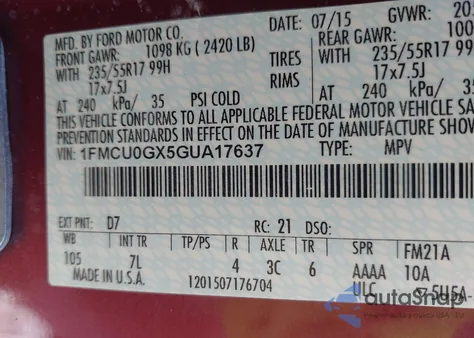 MFD. BY FORD MOTOR CO.
07/15 GVWR: 20
FRONT GAWR: 1098 KG ( 2420 LB)
REAR GAWR: 100
WITH 235/55R17 99H TIRES 235/55R17
17x7.5J RIMS 17x7.5J
AT 240 kPa/ 35 PSI COLD AT 240 kPa/ 35
THIS VEHICLE CONFORMS TO ALL APPLICABLE FEDERAL MOTOR VEHICLE SA
PREVENTION STANDARDS IN EFFECT ON THE DATE OF MANUFACTURE SHOW
VIN: 1FMCU0GX5GUA17637 TYPE: MPV
EXT PNT: D7 RC: 21 DSO:
WB INT TR TP/PS R AXLE TR SPR FM21A
105 7L 4 3C 6 AAAA 10A
MADE IN U.S.A. ULC
1201507176704
autoSnap